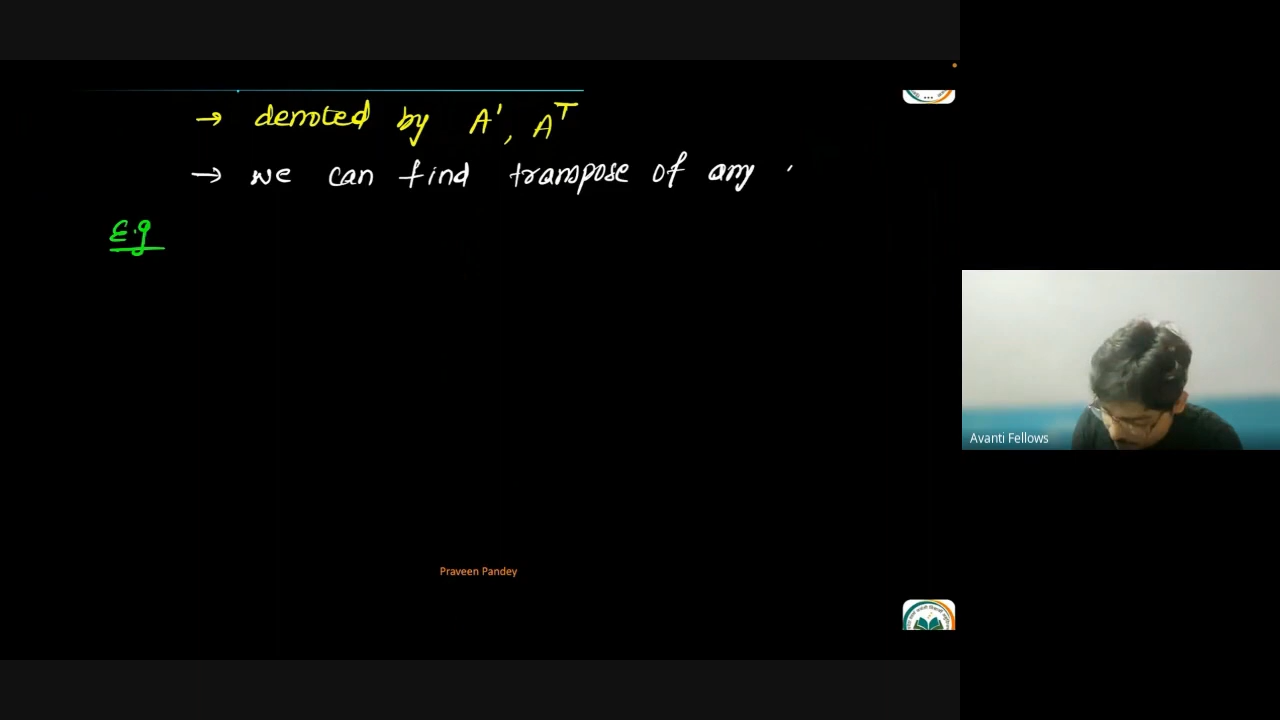 → denoted by A', A^T
→ we can find transpose of any
E.g
Praveen Pandey
Avanti Fellows